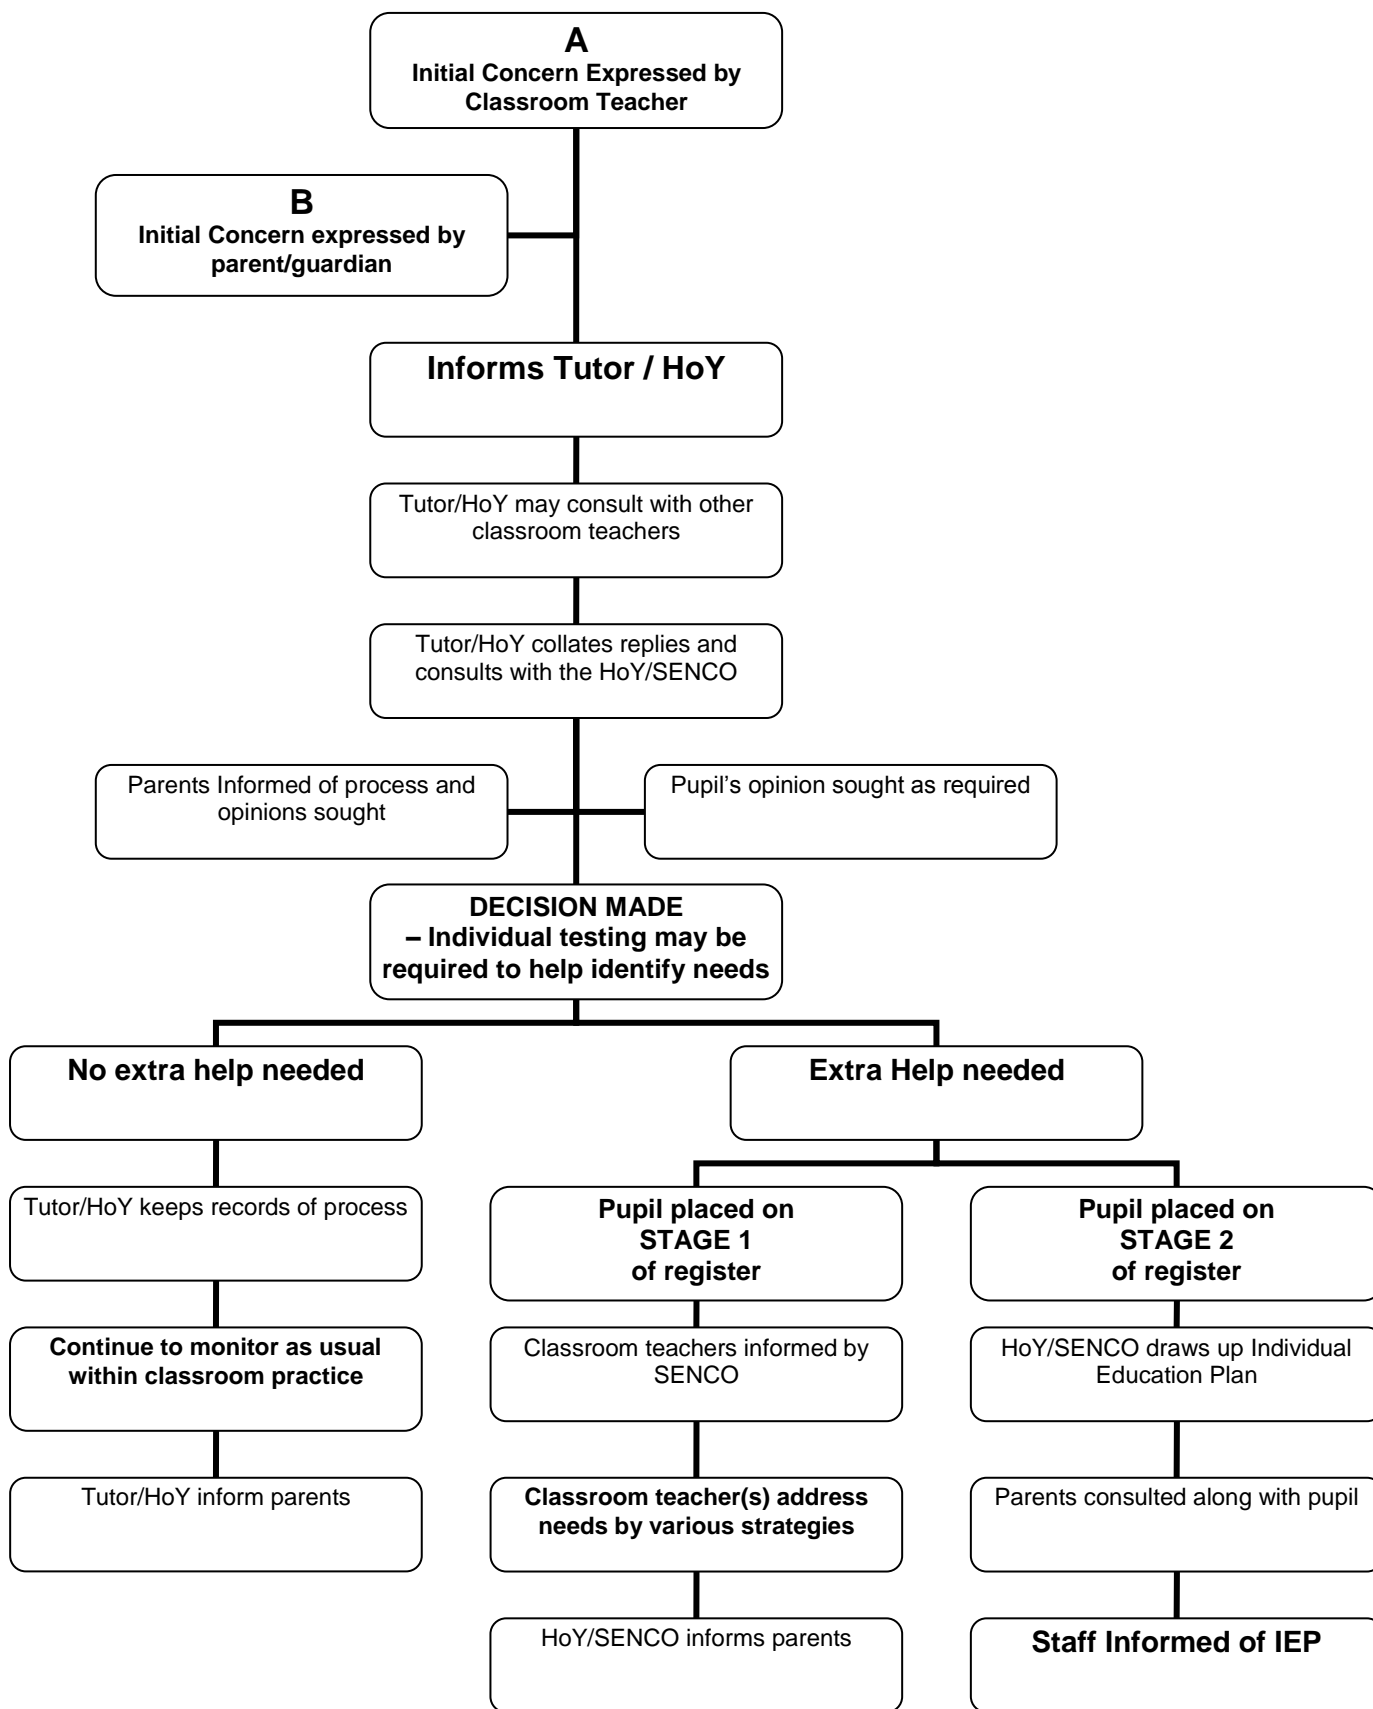 A
Initial Concern Expressed by
Classroom Teacher
B
Initial Concern expressed by
parent/guardian
Informs Tutor / HoY
Tutor/HoY may consult with other
classroom teachers
Tutor/HoY collates replies and
consults with the HoY/SENCO
Parents Informed of process and
opinions sought
Pupil’s opinion sought as required
DECISION MADE
– Individual testing may be
required to help identify needs
No extra help needed
Extra Help needed
Tutor/HoY keeps records of process
Pupil placed on
STAGE 1
of register
Pupil placed on
STAGE 2
of register
Continue to monitor as usual
within classroom practice
Classroom teachers informed by
SENCO
HoY/SENCO draws up Individual
Education Plan
Tutor/HoY inform parents
Classroom teacher(s) address
needs by various strategies
Parents consulted along with pupil
HoY/SENCO informs parents
Staff Informed of IEP